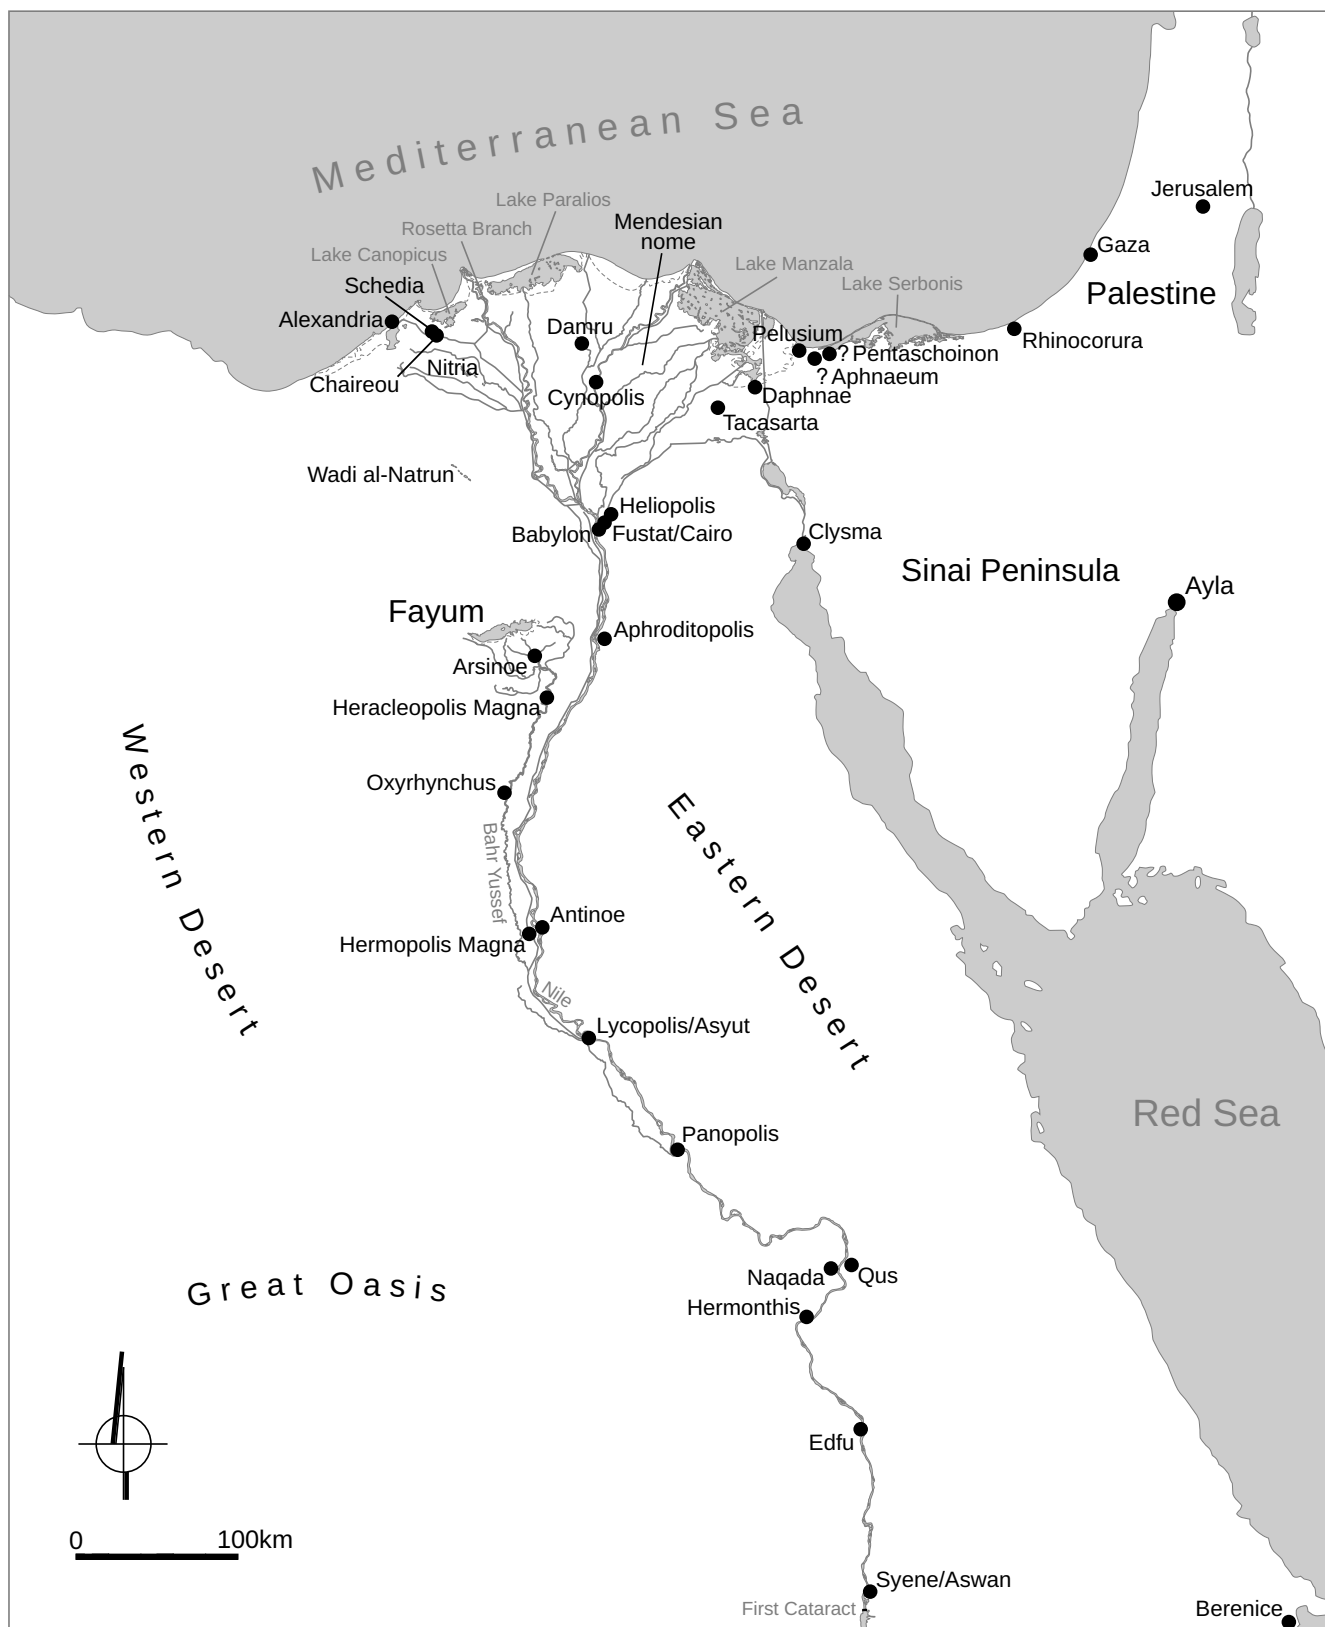 Mediterranean Sea
Jerusalem
Lake Paralios
Mendesian
nome
Rosetta Branch
Gaza
Lake Canopicus
Lake Manzala
Schedia
Lake Serbonis
Palestine
Alexandria
Damru
Pelusium
Rhinocorura
? Pentaschoinon
Nitria
? Aphnaeum
Chaireou
Cynopolis
Daphnae
Tacasarta
Wadi al-Natrun
Heliopolis
Babylon
Fustat/Cairo
Clysma
Sinai Peninsula
Ayla
Fayum
Aphroditopolis
Arsinoe
Heracleopolis Magna
Western Desert
Oxyrhynchus
Eastern Desert
Bahr Yussef
Antinoe
Hermopolis Magna
Nile
Lycopolis/Asyut
Red Sea
Panopolis
Great Oasis
Naqada
Qus
Hermonthis
Edfu
0 100km
Syene/Aswan
First Cataract
Berenice